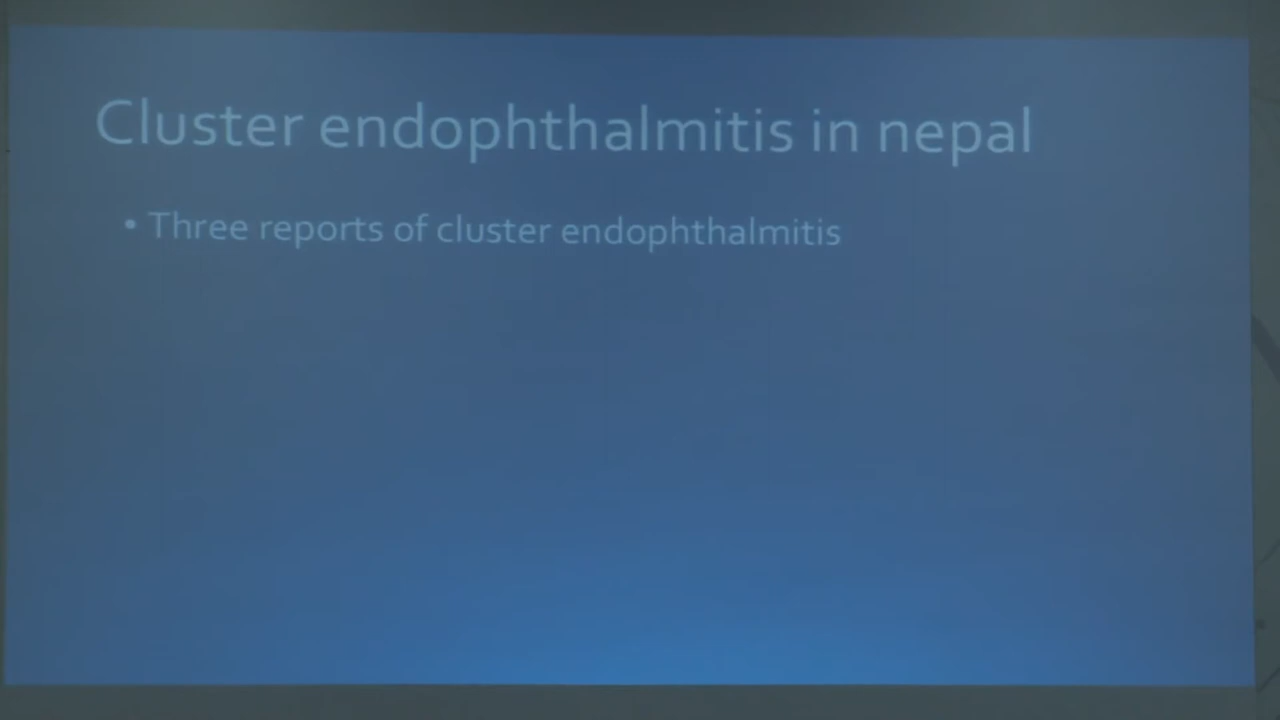 Cluster endophthalmitis in nepal
• Three reports of cluster endophthalmitis